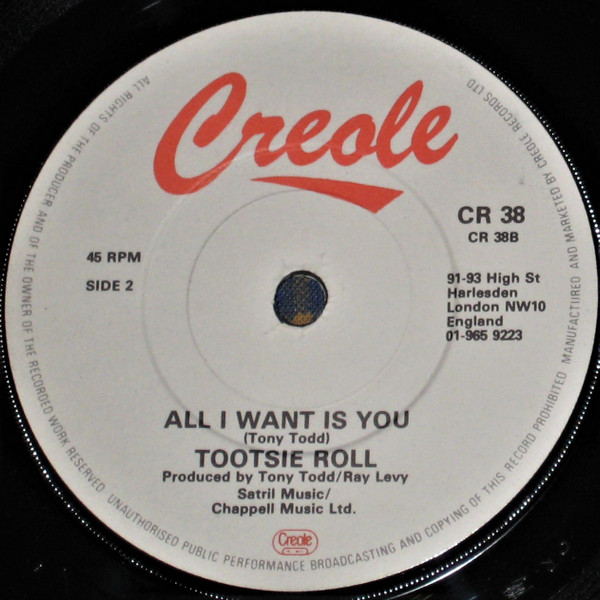 Creole
CR 38
CR 38B
45 RPM
SIDE 2
91-93 High St
Harlesden
London NW10
England
01-965 9223
ALL I WANT IS YOU
(Tony Todd)
TOOTSIE ROLL
Produced by Tony Todd/Ray Levy
Satril Music/
Chappell Music Ltd.
Creole
ALL RIGHTS OF THE PRODUCER AND OF THE OWNER OF THE RECORDED WORK RESERVED UNAUTHORISED PUBLIC PERFORMANCE BROADCASTING AND COPYING OF THIS RECORD PROHIBITED MANUFACTURED AND MARKETED BY CREOLE RECORDS LTD